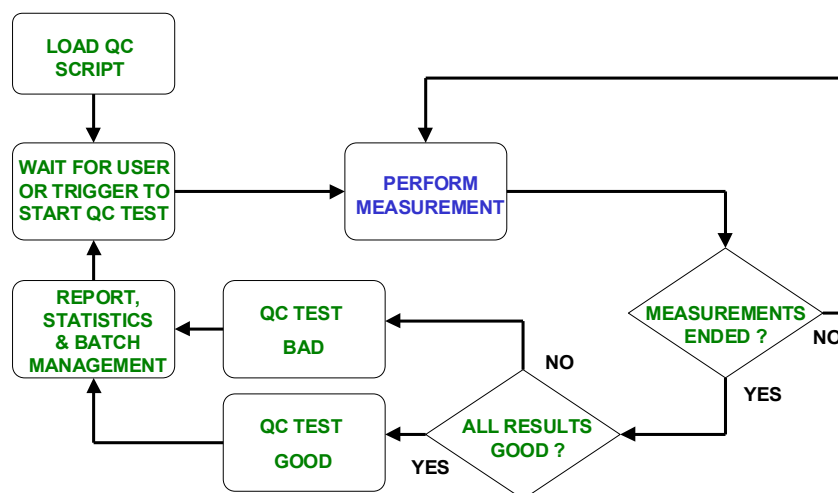 LOAD QC
SCRIPT
WAIT FOR USER
OR TRIGGER TO
START QC TEST
PERFORM
MEASUREMENT
REPORT,
STATISTICS
& BATCH
MANAGEMENT
QC TEST
BAD
MEASUREMENTS
ENDED ?
NO
NO
YES
QC TEST
GOOD
ALL RESULTS
GOOD ?
YES